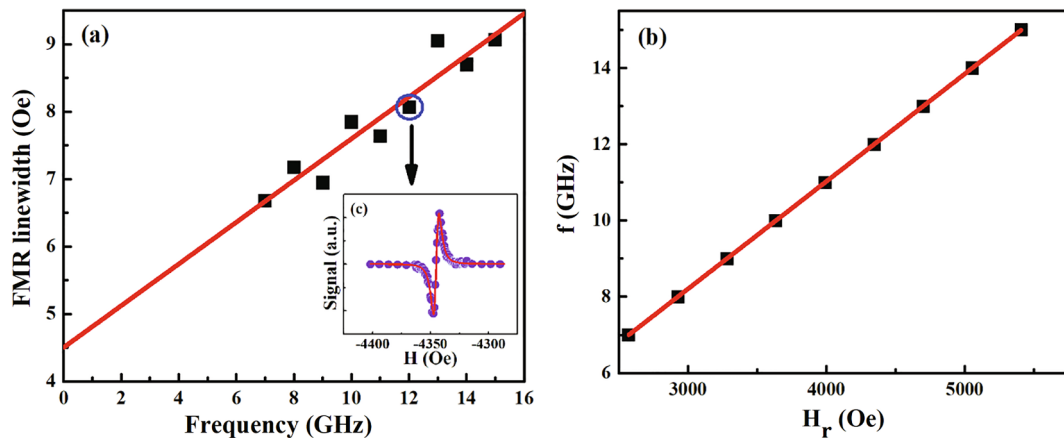 (a)
FMR linewidth (Oe)
9
8
7
6
5
4
0 2 4 6 8 10 12 14 16
Frequency (GHz)
(c)
Signal (a.u.)
-4400 -4350 -4300
H (Oe)
(b)
f (GHz)
14
12
10
8
6
3000 4000 5000
H_r (Oe)